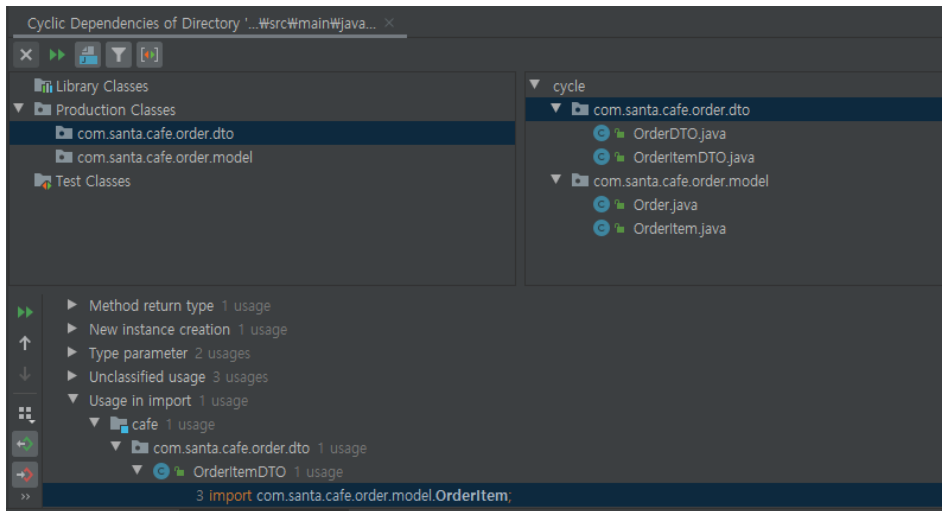 Cyclic Dependencies of Directory '...₩src₩main₩java...
Library Classes
Production Classes
com.santa.cafe.order.dto
com.santa.cafe.order.model
Test Classes
cycle
com.santa.cafe.order.dto
OrderDTO.java
OrderItemDTO.java
com.santa.cafe.order.model
Order.java
OrderItem.java
Method return type 1 usage
New instance creation 1 usage
Type parameter 2 usages
Unclassified usage 3 usages
Usage in import 1 usage
cafe 1 usage
com.santa.cafe.order.dto 1 usage
OrderItemDTO 1 usage
3 import com.santa.cafe.order.model.OrderItem;